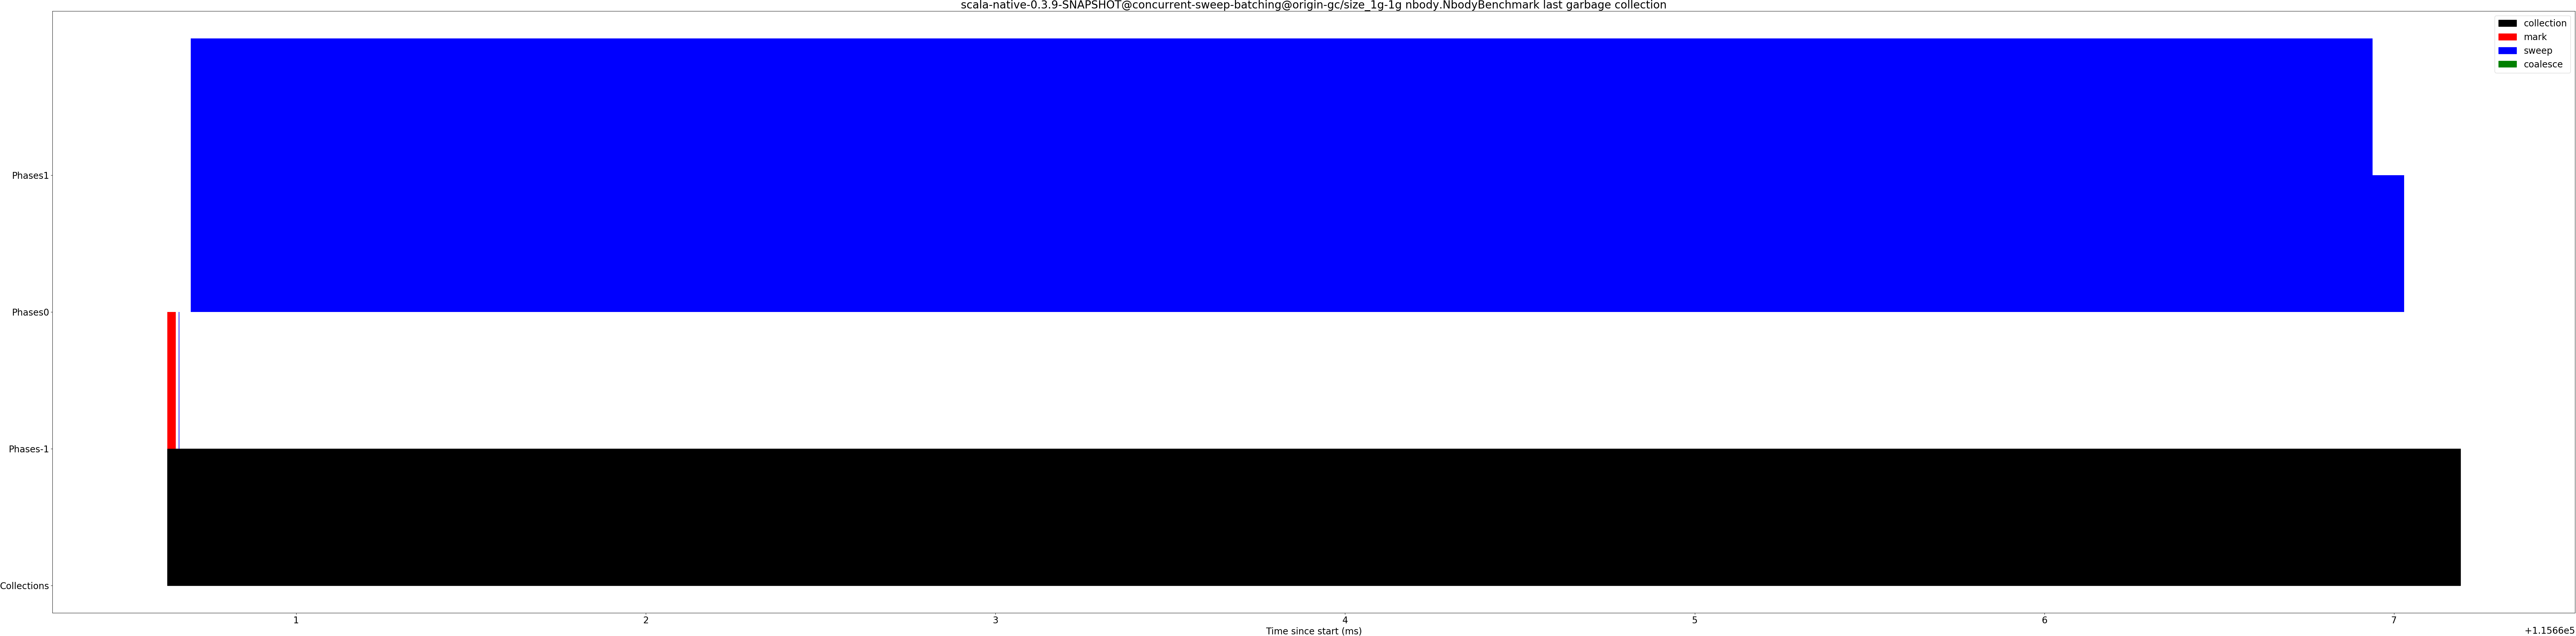 scala-native-0.3.9-SNAPSHOT@concurrent-sweep-batching@origin-gc/size_1g-1g nbody.NbodyBenchmark last garbage collection
collection
mark
sweep
coalesce
Phases1
Phases0
Phases-1
Collections
1 2 3 4 5 6 7
Time since start (ms)
+1.1566e5